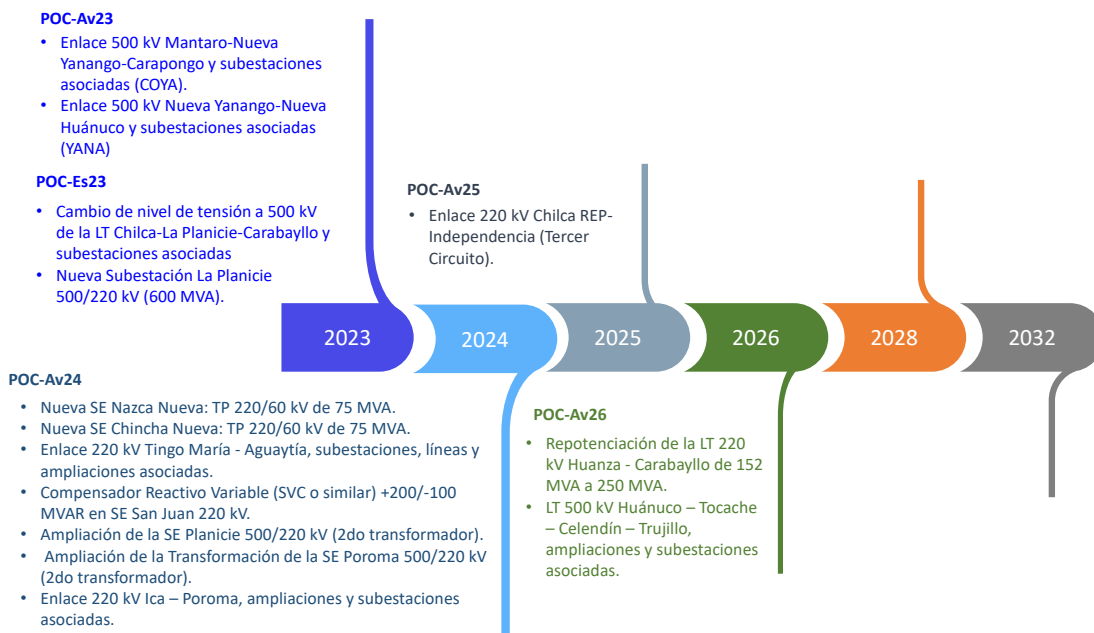 POC-Av23
• Enlace 500 kV Mantaro-Nueva
Yanango-Carapongo y subestaciones
asociadas (COYA).
• Enlace 500 kV Nueva Yanango-Nueva
Huánuco y subestaciones asociadas
(YANA)
POC-Es23
• Cambio de nivel de tensión a 500 kV
de la LT Chilca-La Planicie-Carabayllo y
subestaciones asociadas
• Nueva Subestación La Planicie
500/220 kV (600 MVA).
POC-Av25
• Enlace 220 kV Chilca REP-
Independencia (Tercer
Circuito).
2023
2024
2025
2026
2028
2032
POC-Av24
• Nueva SE Nazca Nueva: TP 220/60 kV de 75 MVA.
• Nueva SE Chincha Nueva: TP 220/60 kV de 75 MVA.
• Enlace 220 kV Tingo María - Aguaytía, subestaciones, líneas y
ampliaciones asociadas.
• Compensador Reactivo Variable (SVC o similar) +200/-100
MVAR en SE San Juan 220 kV.
• Ampliación de la SE Planicie 500/220 kV (2do transformador).
• Ampliación de la Transformación de la SE Poroma 500/220 kV
(2do transformador).
• Enlace 220 kV Ica – Poroma, ampliaciones y subestaciones
asociadas.
POC-Av26
• Repotenciación de la LT 220
kV Huanza - Carabayllo de 152
MVA a 250 MVA.
• LT 500 kV Huánuco – Tocache
– Celendín – Trujillo,
ampliaciones y subestaciones
asociadas.